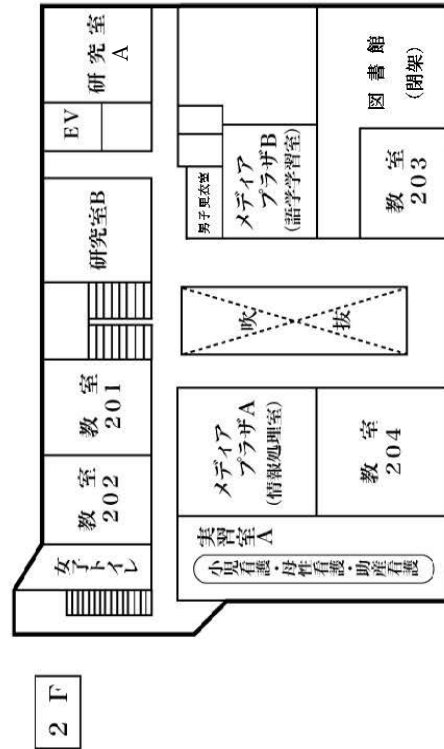 ２Ｆ
女子
トイレ
教室
202
教室
201
研究室B
EV
研究室
A
実習室A
小児看護・母性看護・助産看護
メディア
プラザA
(情報処理室)
教室
204
吹
抜
男子更衣室
メディア
プラザB
(語学学習室)
教室
203
図書館
(閉架)